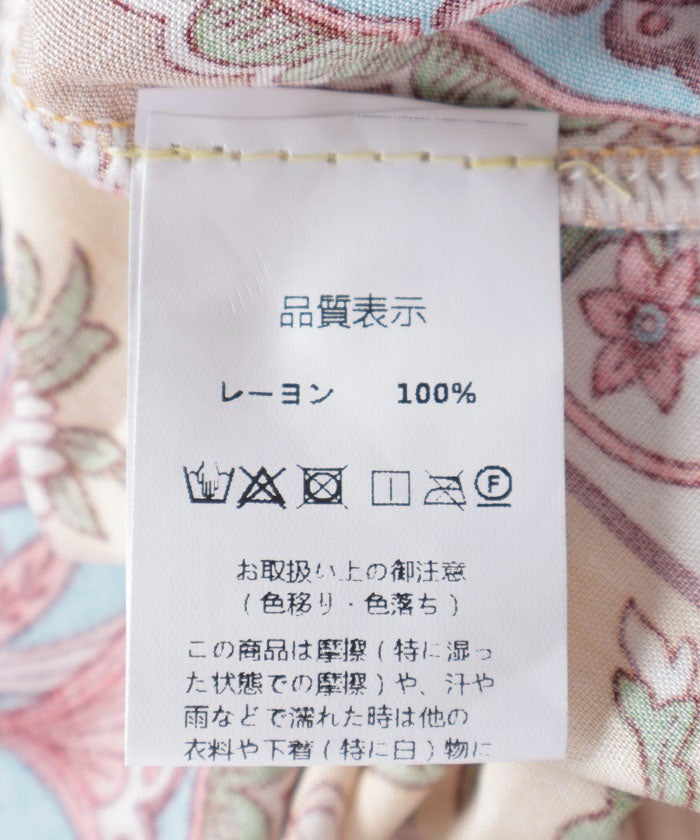 品質表示
レーヨン 100%
F
お取扱い上の御注意
(色移り・色落ち)
この商品は摩擦(特に湿っ
た状態での摩擦)や、汗や
雨などで濡れた時は他の
衣料や下着(特に白)物に